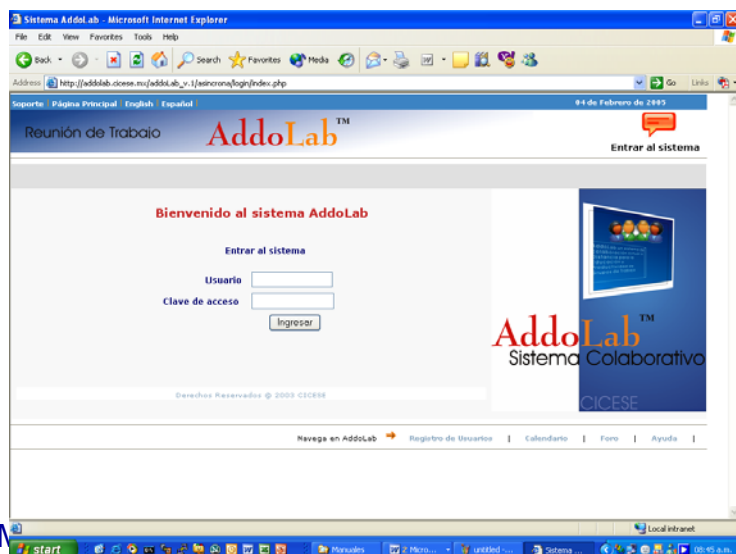 Sistema AddoLab - Microsoft Internet Explorer
File Edit View Favorites Tools Help
Back Search Favorites Media
Address http://addolab.cicese.mx/addoLab_v.1/asincrona/login/index.php Go Links
Soporte | Página Principal | English | Español | 04 de Febrero de 2005
Reunión de Trabajo AddoLab™
Entrar al sistema
Bienvenido al sistema AddoLab
Entrar al sistema
Usuario
Clave de acceso
Ingresar
AddoLab™
Sistema Colaborativo
CICESE
Derechos Reservados @ 2003 CICESE
Navega en AddoLab Registro de Usuarios | Calendario | Foro | Ayuda |
Local intranet
start Manuales 2 Micro... untitled -... Sistema ... 08:45 a.m.